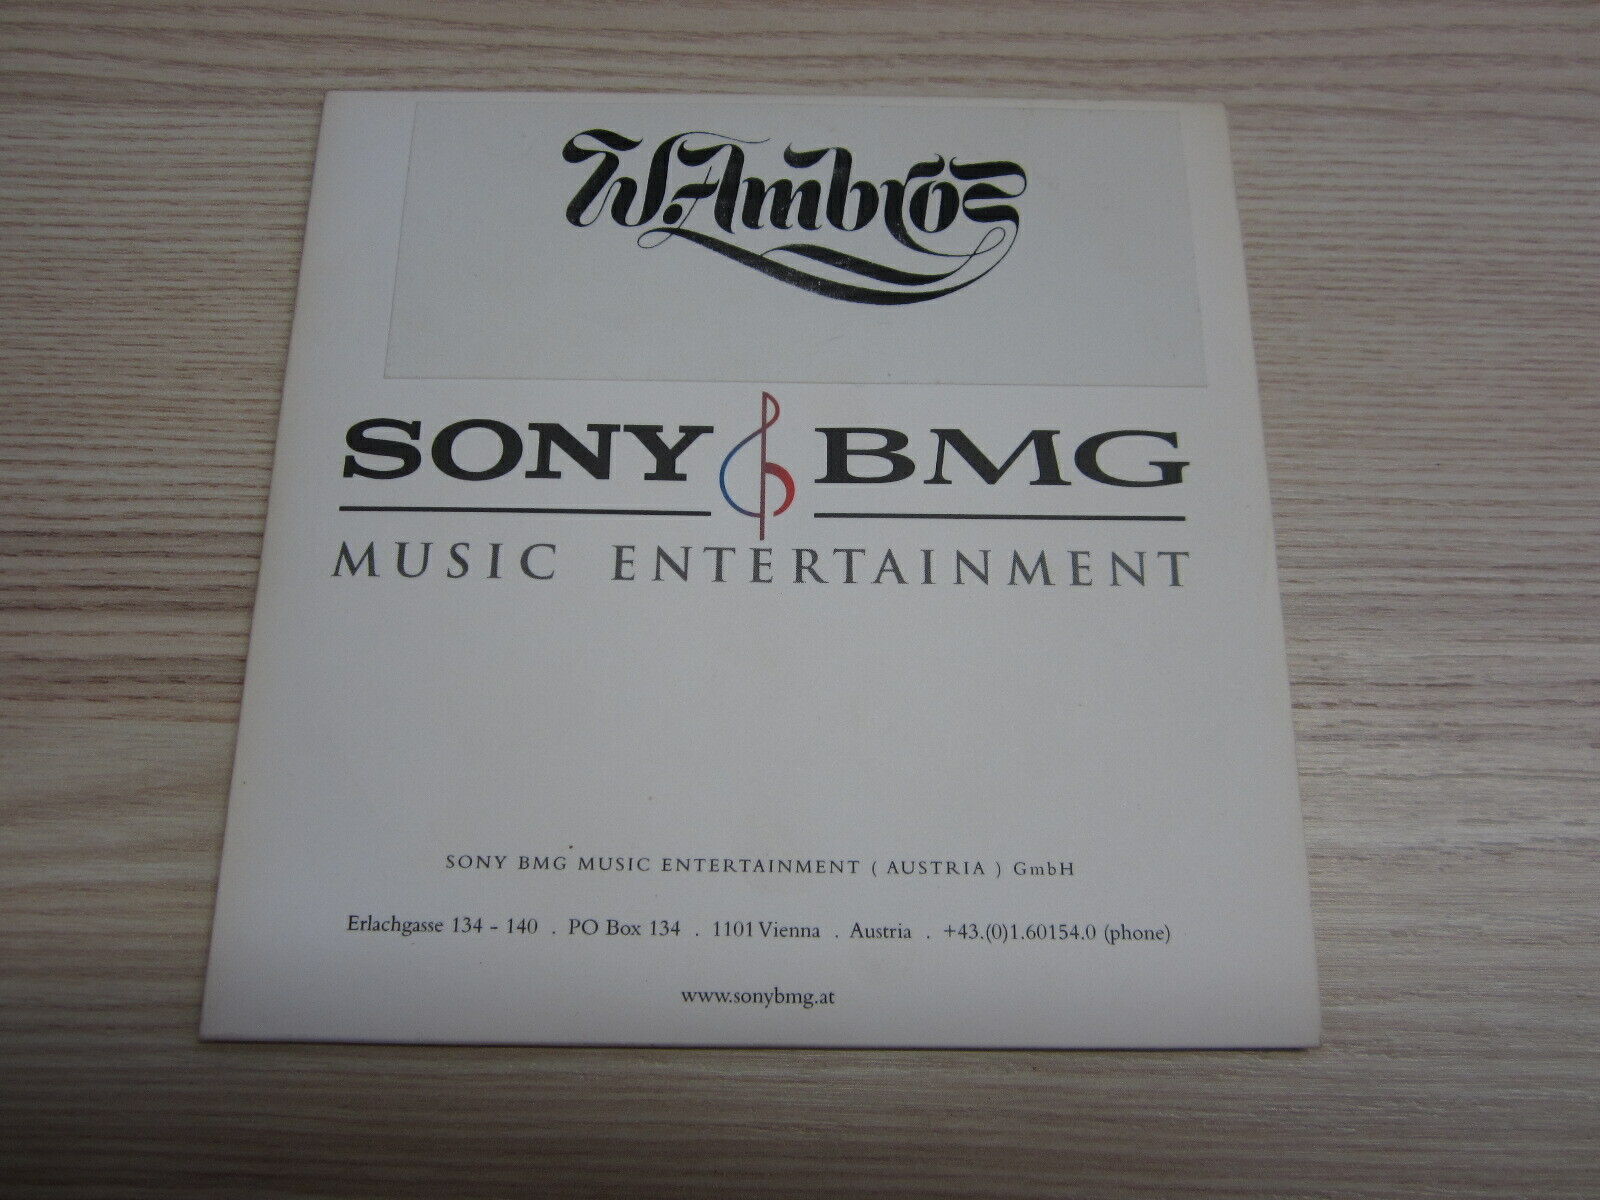 W. Ambros
SONY BMG
MUSIC ENTERTAINMENT
SONY BMG MUSIC ENTERTAINMENT ( AUSTRIA ) GmbH
Erlachgasse 134 - 140 . PO Box 134 . 1101 Vienna . Austria . +43.(0)1.60154.0 (phone)
www.sonybmg.at